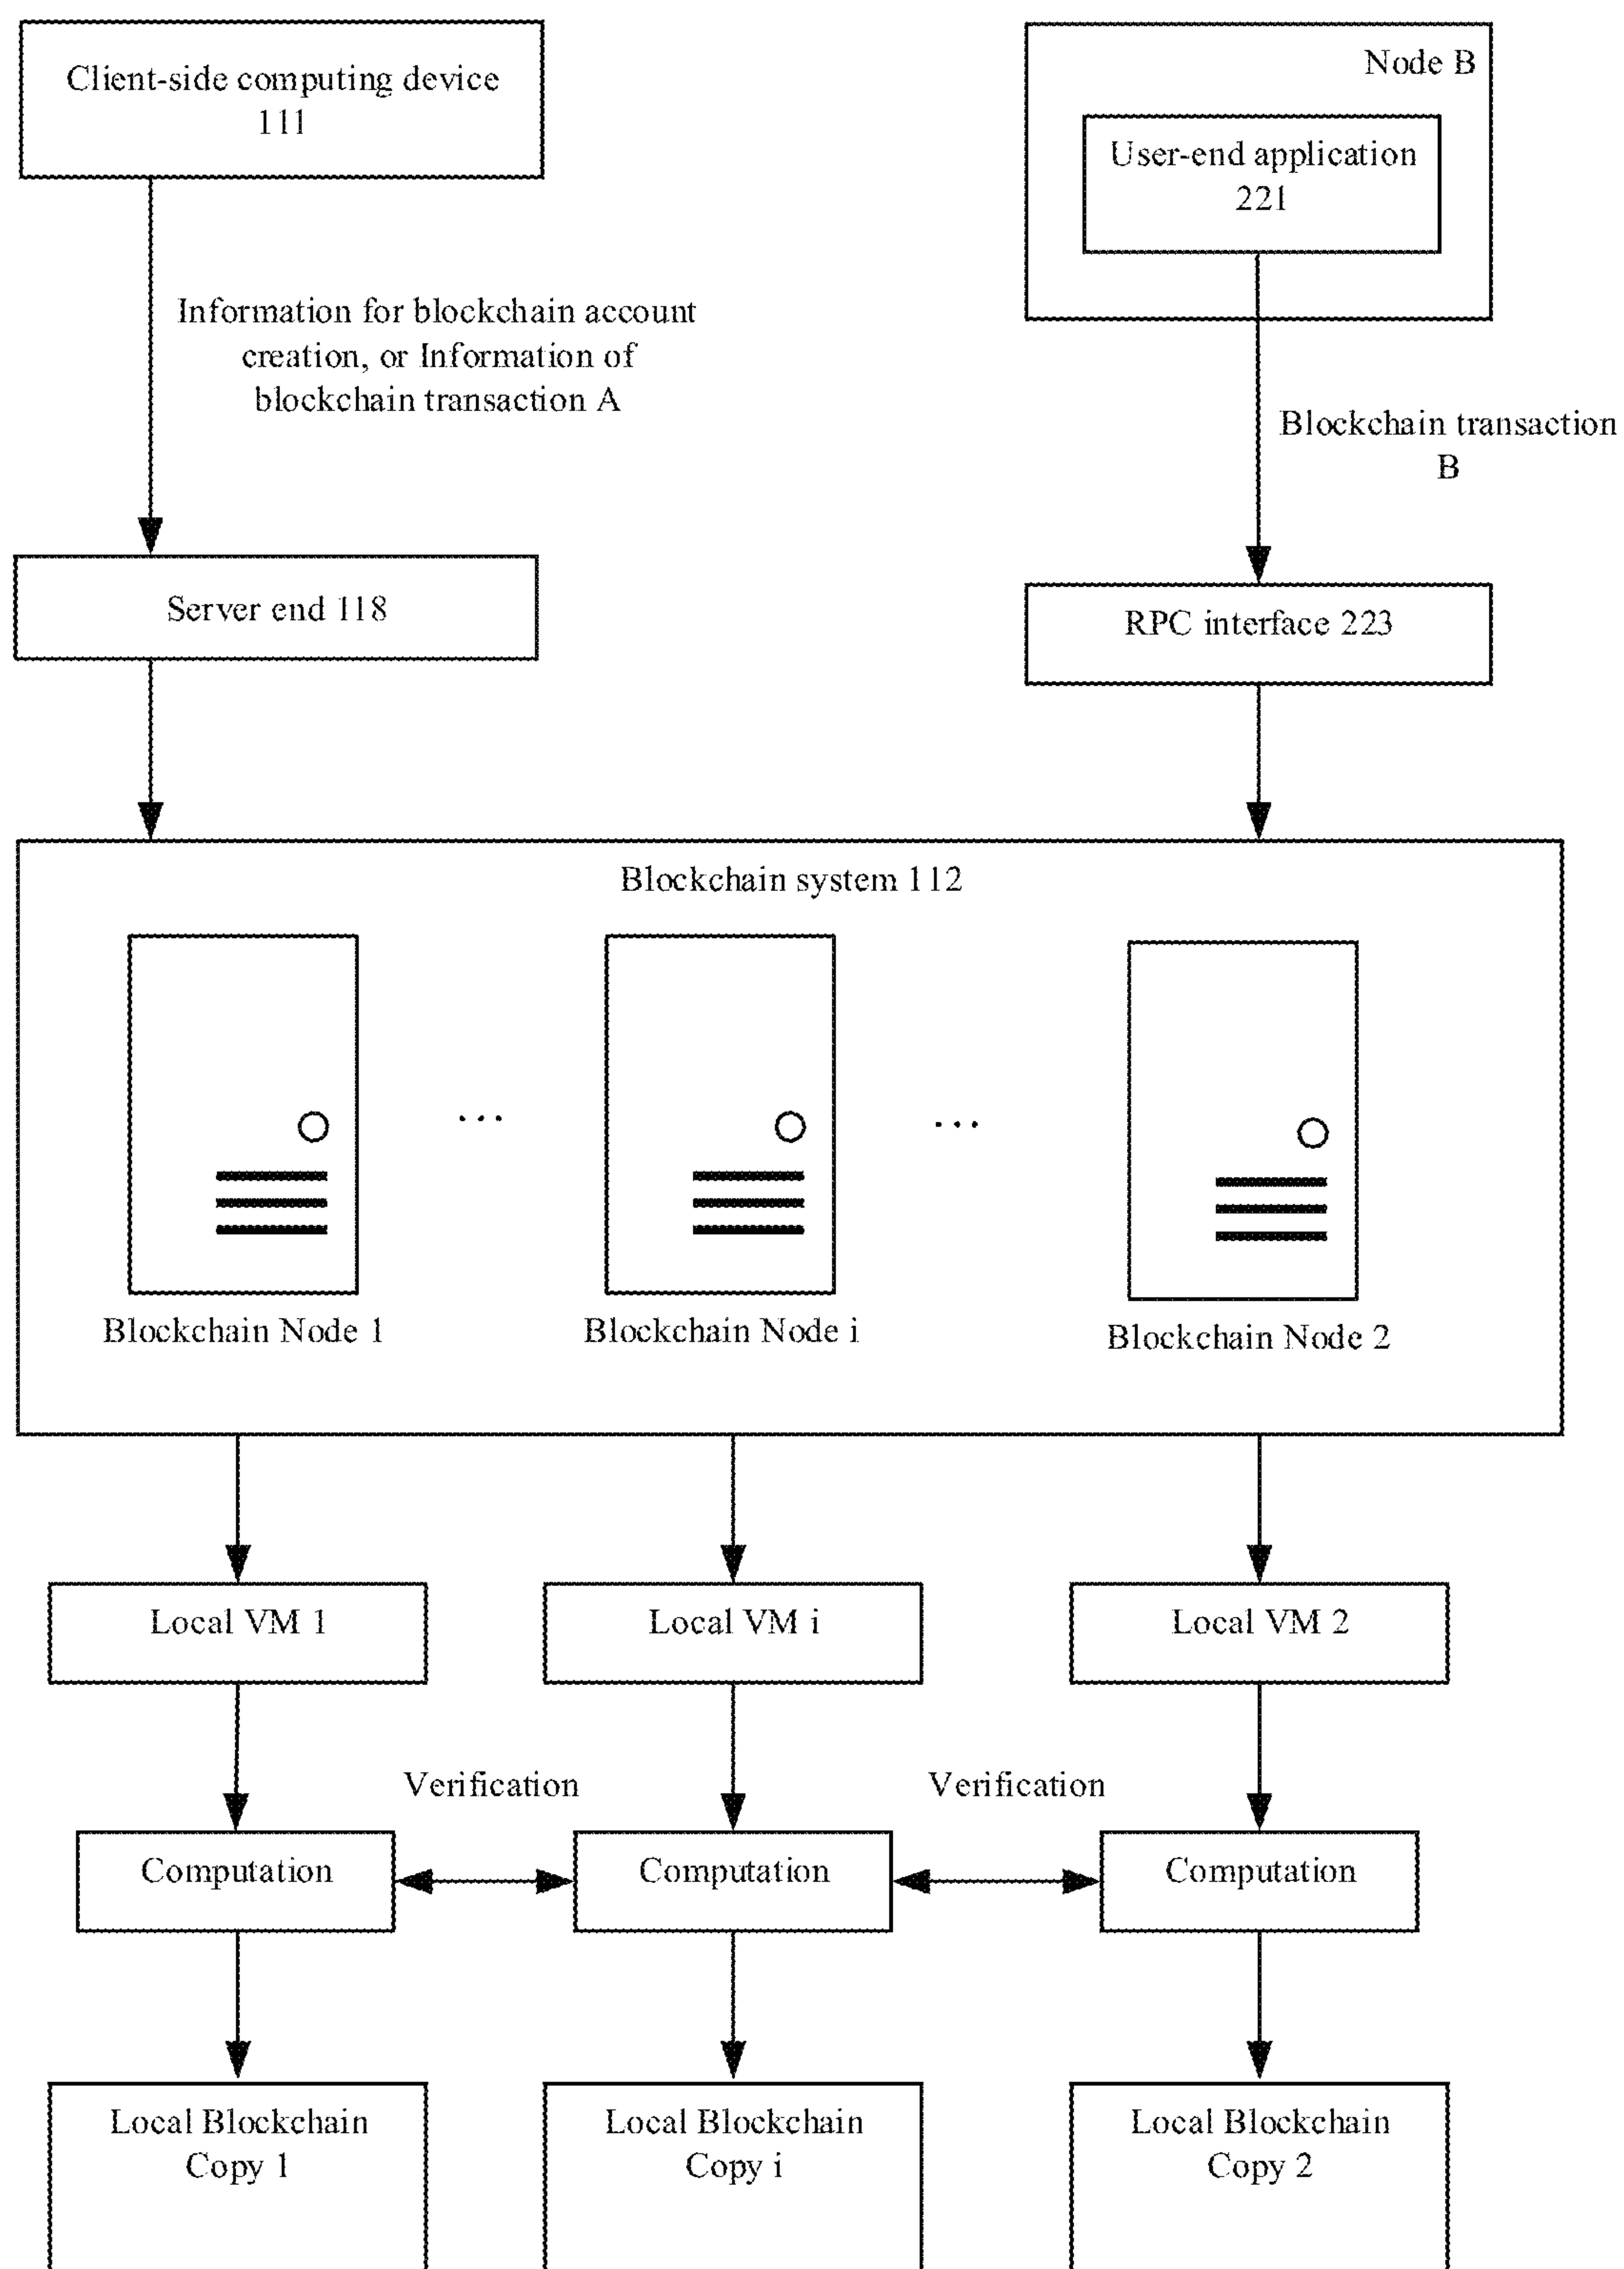 Client-side computing device
111
Node B
User-end application
221
Information for blockchain account
creation, or Information of
blockchain transaction A
Blockchain transaction
B
Server end 118
RPC interface 223
Blockchain system 112
...
...
Blockchain Node 1
Blockchain Node i
Blockchain Node 2
Local VM 1
Local VM i
Local VM 2
Verification
Verification
Computation
Computation
Computation
Local Blockchain
Copy 1
Local Blockchain
Copy i
Local Blockchain
Copy 2